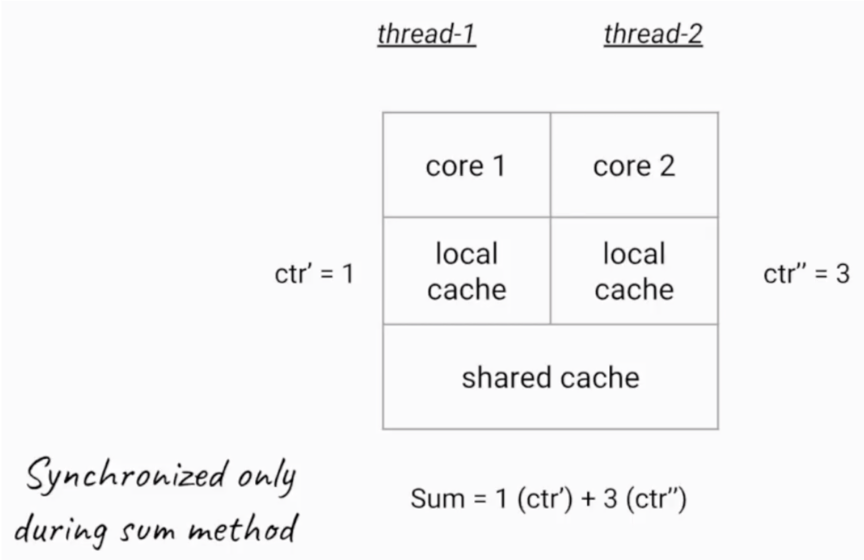 thread-1 thread-2
core 1 core 2
ctr’ = 1
local
cache
local
cache
ctr’’ = 3
shared cache
Synchronized only
during sum method
Sum = 1 (ctr’) + 3 (ctr’’)